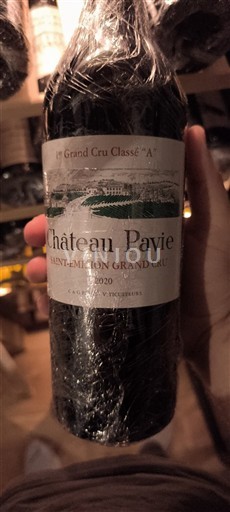 1er Grand Cru Classé "A"
Château Pavie
SAINT-EMILION GRAND CRU
2020